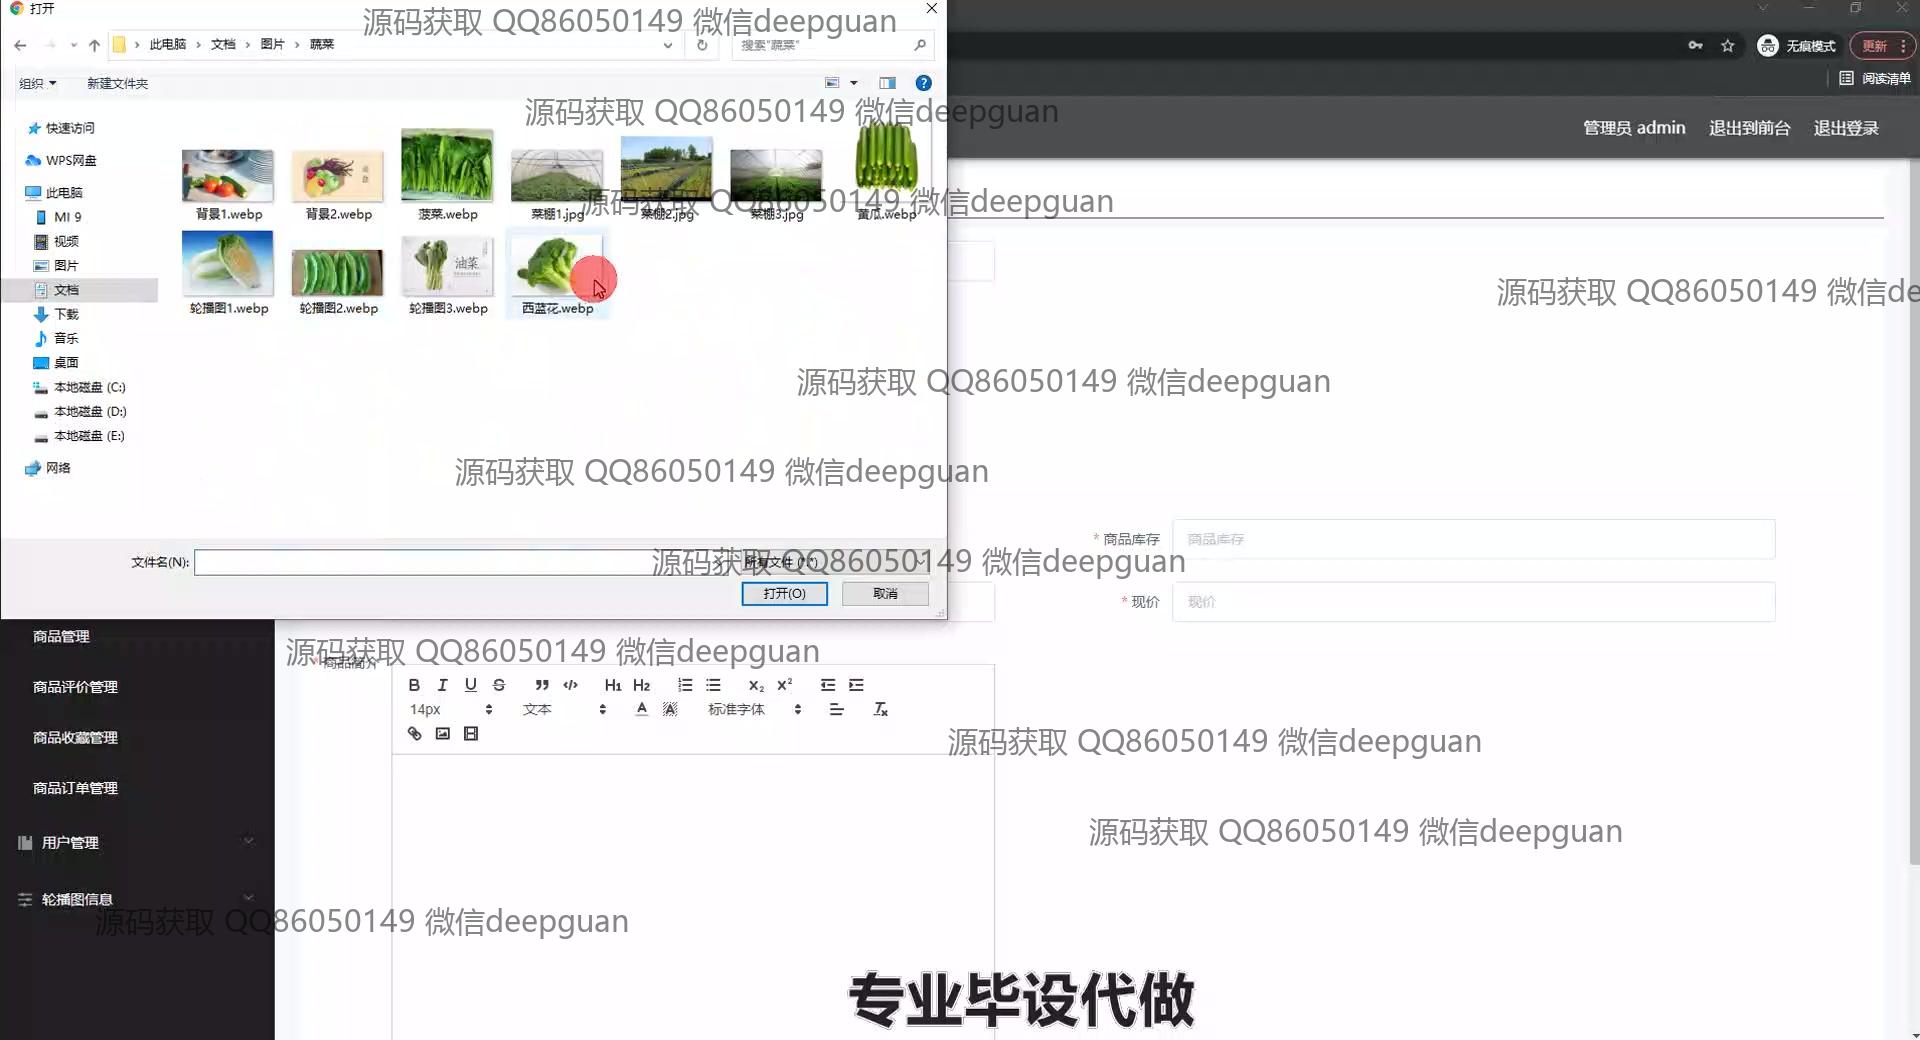 打开
源码获取 QQ86050149 微信deepguan
无痕模式
更新
此电脑 › 文档 › 图片 › 蔬菜
搜索"蔬菜"
阅读清单
组织
新建文件夹
源码获取 QQ86050149 微信deepguan
管理员 admin
退出到前台
退出登录
快速访问
WPS网盘
此电脑
MI 9
视频
图片
文档
下载
音乐
桌面
本地磁盘 (C:)
本地磁盘 (D:)
本地磁盘 (E:)
网络
源码获取 QQ86050149 微信deepguan
背景1.webp
背景2.webp
菠菜.webp
菜棚1.jpg
菜棚2.jpg
菜棚3.jpg
黄瓜.webp
轮播图1.webp
轮播图2.webp
轮播图3.webp
西蓝花.webp
油菜
源码获取 QQ86050149 微信de
源码获取 QQ86050149 微信deepguan
源码获取 QQ86050149 微信deepguan
* 商品库存
商品库存
文件名(N):
所有文件 (*.*)
源码获取 QQ86050149 微信deepguan
打开(O)
取消
* 现价
现价
商品管理
源码获取 QQ86050149 微信deepguan
* 商品简介
商品评价管理
B I U S H1 H2 X2 X2
14px
文本
A A
标准字体
Tx
商品收藏管理
源码获取 QQ86050149 微信deepguan
商品订单管理
源码获取 QQ86050149 微信deepguan
用户管理
轮播图信息
源码获取 QQ86050149 微信deepguan
专业毕设代做